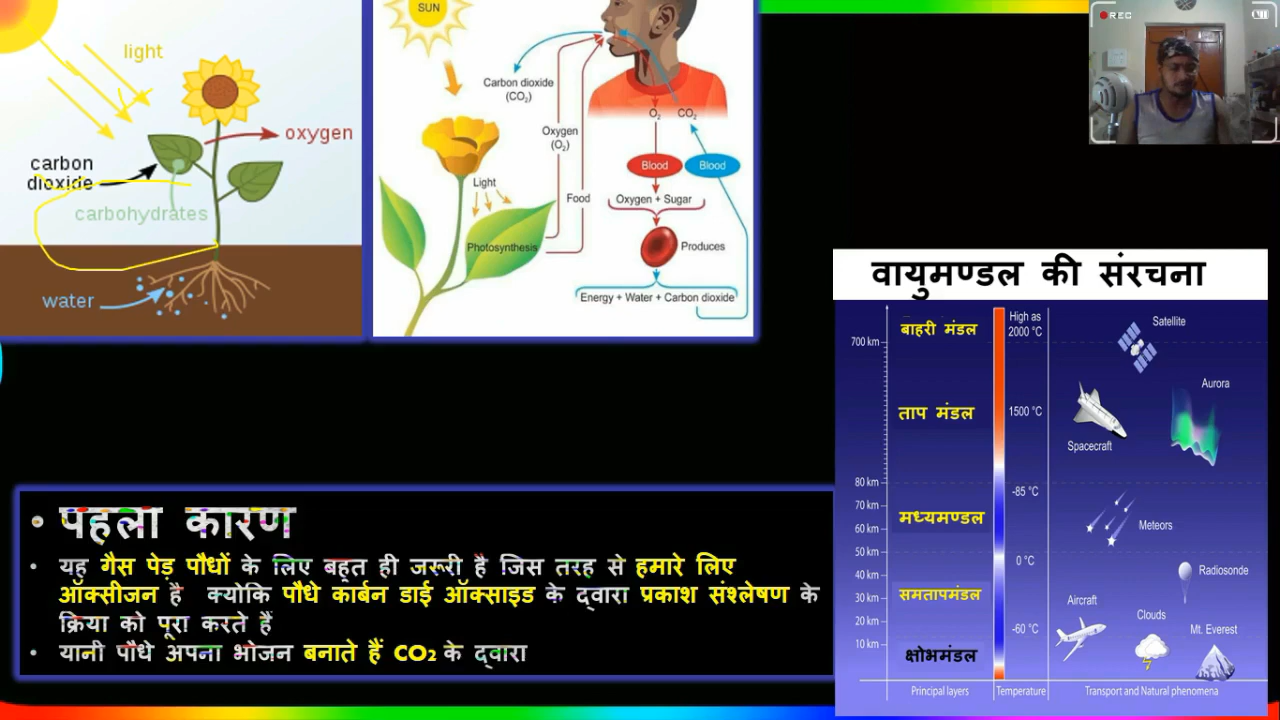 light
oxygen
carbon
dioxide
carbohydrates
water
SUN
Carbon dioxide
(CO₂)
Oxygen
(O₂)
Light
Food
Photosynthesis
O₂
CO₂
Blood
Blood
Oxygen + Sugar
Produces
Energy + Water + Carbon dioxide
REC
वायुमण्डल की संरचना
बाहरी मंडल
High as
2000 °C
Satellite
700 km
ताप मंडल
1500 °C
Aurora
Spacecraft
80 km
-85 °C
70 km
मध्यमण्डल
60 km
Meteors
50 km
0 °C
Radiosonde
40 km
समतापमंडल
30 km
Aircraft
Clouds
20 km
-60 °C
Mt. Everest
10 km
क्षोभमंडल
Principal layers
Temperature
Transport and Natural phenomena
• पहला कारण
• यह गैस पेड़ पौधों के लिए बहुत ही जरूरी है जिस तरह से हमारे लिए
ऑक्सीजन है क्योकि पौधे कार्बन डाई ऑक्साइड के द्वारा प्रकाश संश्लेषण के
क्रिया को पूरा करते हैं
• यानी पौधे अपना भोजन बनाते हैं CO₂ के द्वारा